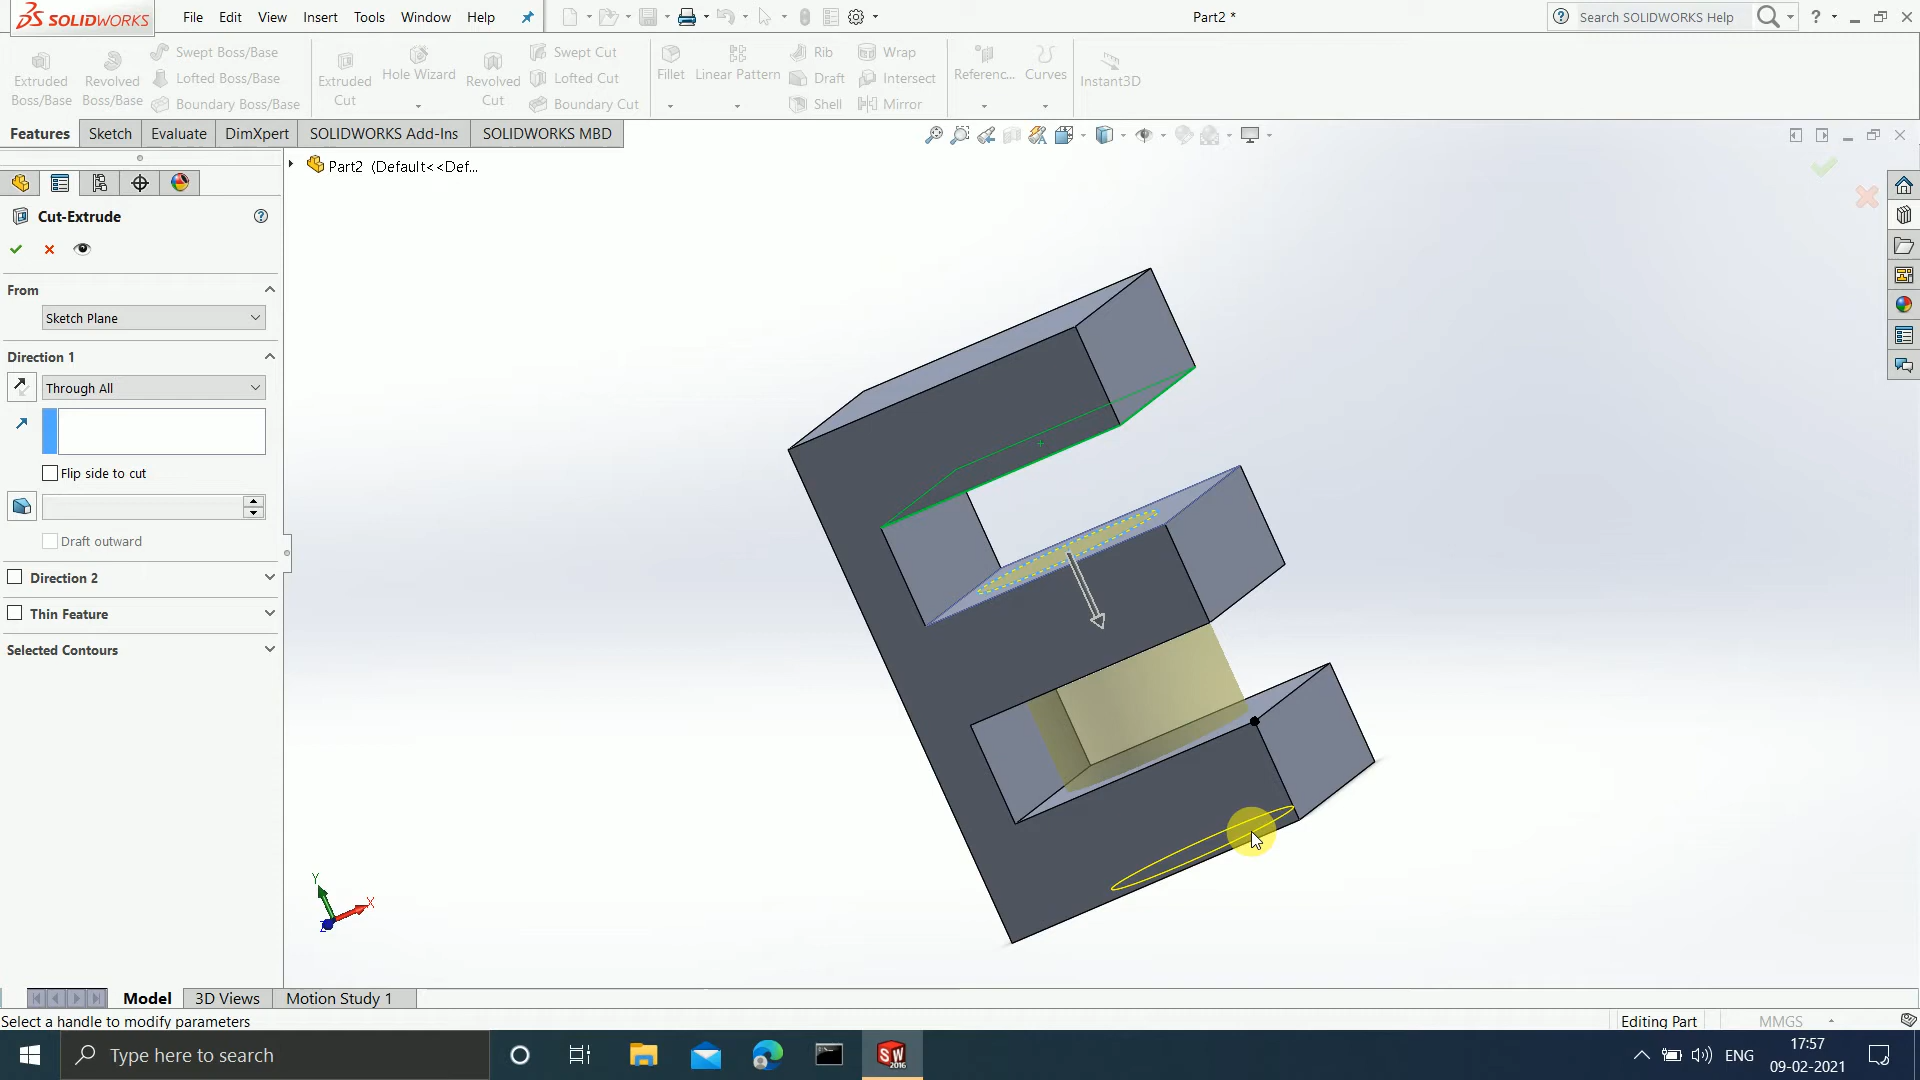 SOLIDWORKS File Edit View Insert Tools Window Help Part2 * Search SOLIDWORKS Help ?
Extruded Boss/Base
Revolved Boss/Base
Swept Boss/Base
Lofted Boss/Base
Boundary Boss/Base
Extruded Cut
Hole Wizard
Revolved Cut
Swept Cut
Lofted Cut
Boundary Cut
Fillet
Linear Pattern
Rib
Draft
Shell
Wrap
Intersect
Mirror
Referenc...
Curves
Instant3D
Features Sketch Evaluate DimXpert SOLIDWORKS Add-Ins SOLIDWORKS MBD
Part2 (Default<<Def...
Cut-Extrude
From
Sketch Plane
Direction 1
Through All
Flip side to cut
Draft outward
Direction 2
Thin Feature
Selected Contours
Y
X
Z
Model 3D Views Motion Study 1
Select a handle to modify parameters Editing Part MMGS
Type here to search
SW 2016
ENG
17:57
09-02-2021